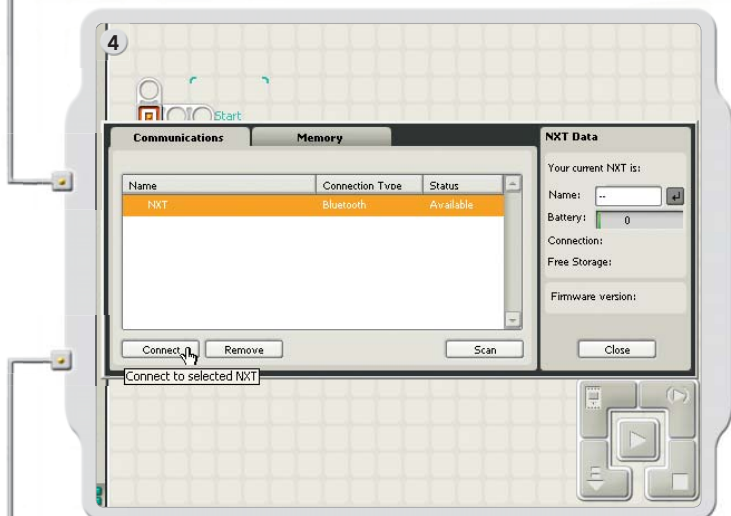 4
Start
Communications Memory
Name Connection Type Status
NXT Bluetooth Available
Connect Remove Scan
Connect to selected NXT
NXT Data
Your current NXT is:
Name: --
Battery: 0
Connection:
Free Storage:
Firmware version:
Close